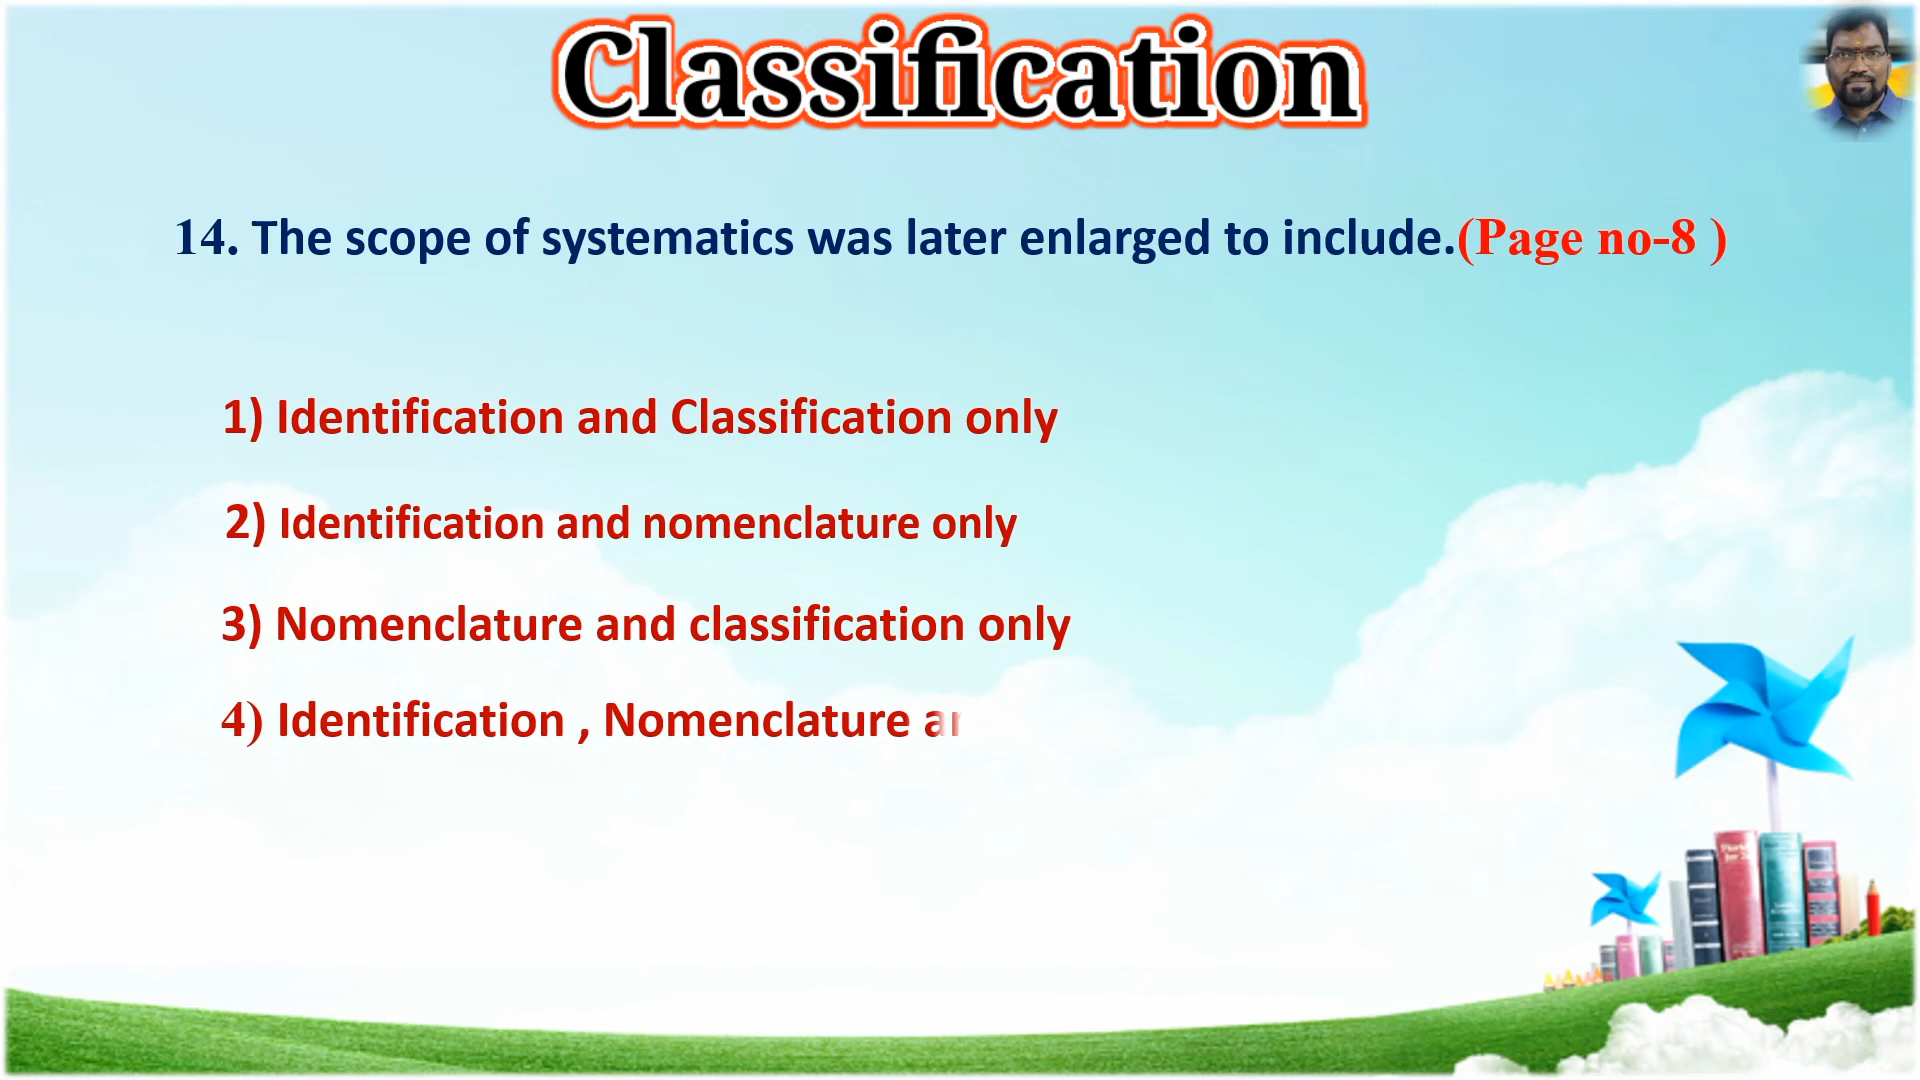 Classification
14. The scope of systematics was later enlarged to include.(Page no-8 )
1) Identification and Classification only
2) Identification and nomenclature only
3) Nomenclature and classification only
4) Identification , Nomenclature